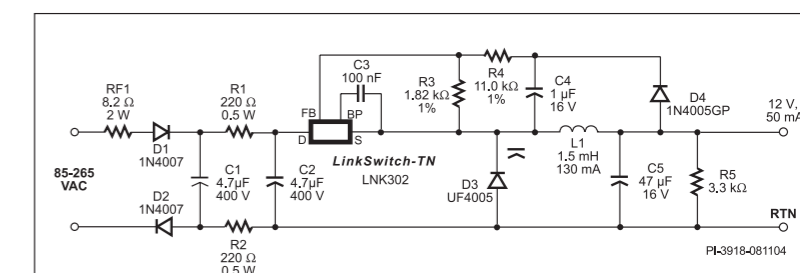 RF1
8.2 Ω
2 W
D1
1N4007
R1
220 Ω
0.5 W
FB
BP
D
S
C3
100 nF
R3
1.82 kΩ
1%
R4
11.0 kΩ
1%
C4
1 µF
16 V
D4
1N4005GP
12 V,
50 mA
85-265
VAC
C1
4.7µF
400 V
C2
4.7µF
400 V
LinkSwitch-TN
LNK302
D3
UF4005
L1
1.5 mH
130 mA
C5
47 µF
16 V
R5
3.3 kΩ
D2
1N4007
R2
220 Ω
0.5 W
RTN
PI-3918-081104